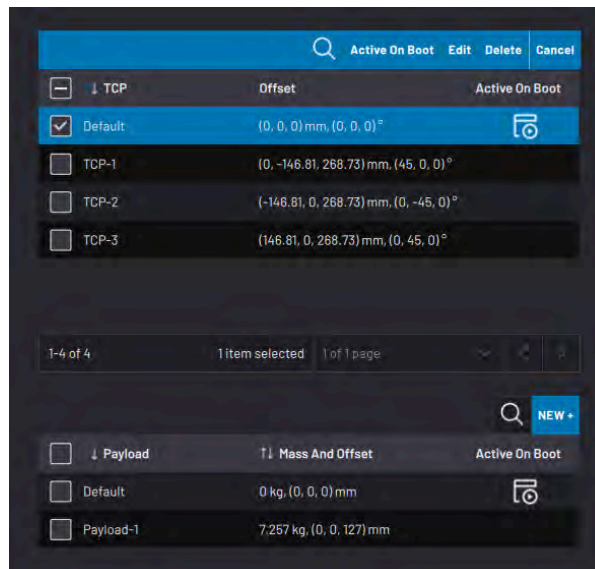 Active On Boot Edit Delete Cancel
↓ TCP Offset Active On Boot
Default (0, 0, 0) mm, (0, 0, 0) °
TCP-1 (0, -146.81, 268.73) mm, (45, 0, 0) °
TCP-2 (-146.81, 0, 268.73) mm, (0, -45, 0) °
TCP-3 (146.81, 0, 268.73) mm, (0, 45, 0) °
1-4 of 4 1 item selected 1 of 1 page
NEW +
↓ Payload ↑↓ Mass And Offset Active On Boot
Default 0 kg, (0, 0, 0) mm
Payload-1 7.257 kg, (0, 0, 127) mm